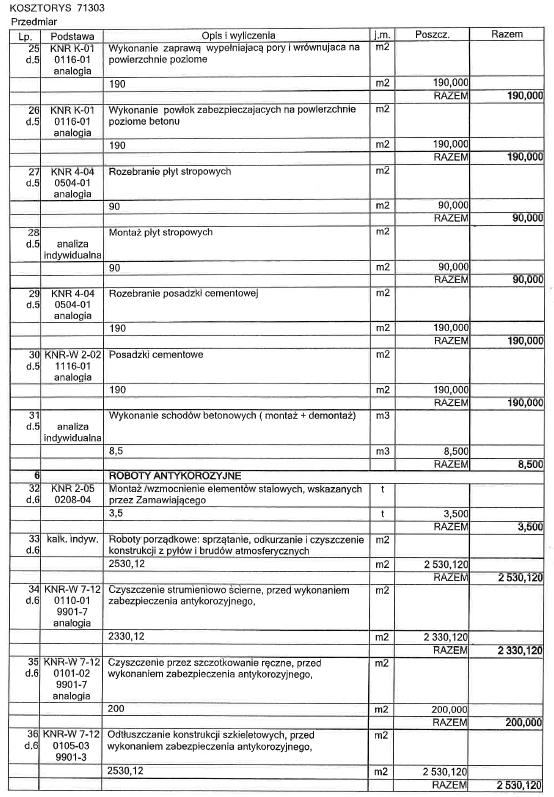 KOSZTORYS 71303
Przedmiar
Lp. Podstawa Opis i wyliczenia j.m. Poszcz. Razem
25 KNR K-01 Wykonanie zaprawą wypełniajacą pory i wrównujaca na m2
d.5 0116-01 powierzchnie poziome
analogia
190 m2 190,000
RAZEM 190,000
26 KNR K-01 Wykonanie powłok zabezpieczajacych na powierzchnie m2
d.5 0116-01 poziome betonu
analogia
190 m2 190,000
RAZEM 190,000
27 KNR 4-04 Rozebranie płyt stropowych m2
d.5 0504-01
analogia
90 m2 90,000
RAZEM 90,000
28 Montaż płyt stropowych m2
d.5 analiza
indywidualna
90 m2 90,000
RAZEM 90,000
29 KNR 4-04 Rozebranie posadzki cementowej m2
d.5 0504-01
analogia
190 m2 190,000
RAZEM 190,000
30 KNR-W 2-02 Posadzki cementowe m2
d.5 1116-01
analogia
190 m2 190,000
RAZEM 190,000
31 Wykonanie schodów betonowych ( montaż + demontaż) m3
d.5 analiza
indywidualna
8,5 m3 8,500
RAZEM 8,500
6 ROBOTY ANTYKOROZYJNE
32 KNR 2-05 Montaż /wzmocnienie elementów stalowych, wskazanych t
d.6 0208-04 przez Zamawiającego
3,5 t 3,500
RAZEM 3,500
33 kalk. indyw. Roboty porządkowe: sprzątanie, odkurzanie i czyszczenie m2
d.6 konstrukcji z pyłów i brudów atmosferycznych
2530,12 m2 2 530,120
RAZEM 2 530,120
34 KNR-W 7-12 Czyszczenie strumieniowo ścierne, przed wykonaniem m2
d.6 0110-01 zabezpieczenia antykorozyjnego,
9901-7
analogia
2330,12 m2 2 330,120
RAZEM 2 330,120
35 KNR-W 7-12 Czyszczenie przez szczotkowanie ręczne, przed m2
d.6 0101-02 wykonaniem zabezpieczenia antykorozyjnego,
9901-7
analogia
200 m2 200,000
RAZEM 200,000
36 KNR-W 7-12 Odtłuszczanie konstrukcji szkieletowych, przed m2
d.6 0105-03 wykonaniem zabezpieczenia antykorozyjnego,
9901-3
2530,12 m2 2 530,120
RAZEM 2 530,120